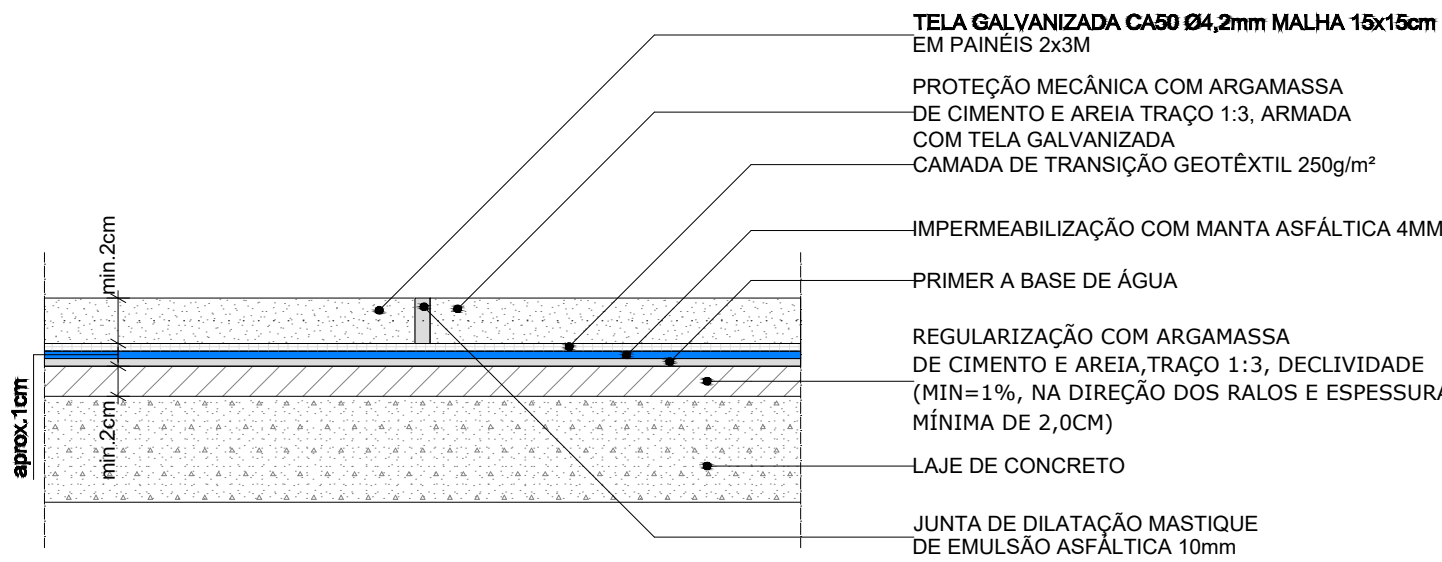 TELA GALVANIZADA CA50 Ø4,2mm MALHA 15x15cm
EM PAINÉIS 2x3M
PROTEÇÃO MECÂNICA COM ARGAMASSA
DE CIMENTO E AREIA TRAÇO 1:3, ARMADA
COM TELA GALVANIZADA
CAMADA DE TRANSIÇÃO GEOTÊXTIL 250g/m²
IMPERMEABILIZAÇÃO COM MANTA ASFÁLTICA 4MM
PRIMER A BASE DE ÁGUA
REGULARIZAÇÃO COM ARGAMASSA
DE CIMENTO E AREIA,TRAÇO 1:3, DECLIVIDADE
(MIN=1%, NA DIREÇÃO DOS RALOS E ESPESSURA
MÍNIMA DE 2,0CM)
LAJE DE CONCRETO
JUNTA DE DILATAÇÃO MASTIQUE
DE EMULSÃO ASFÁLTICA 10mm
min.2cm
aprox.1cm
min.2cm